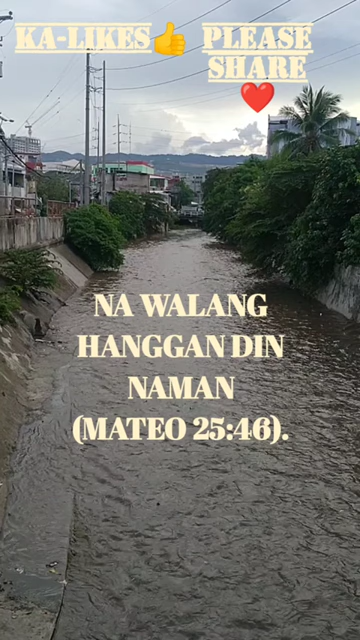 KA-LIKES👍 PLEASE
SHARE
❤️
NA WALANG
HANGGAN DIN
NAMAN
(MATEO 25:46).